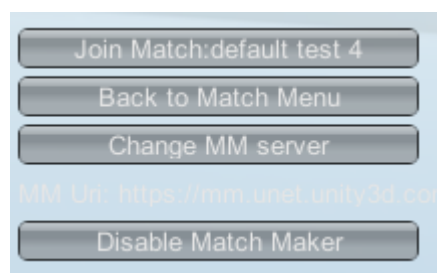 Join Match:default test 4
Back to Match Menu
Change MM server
MM Uri: https://mm.unet.unity3d.co
Disable Match Maker